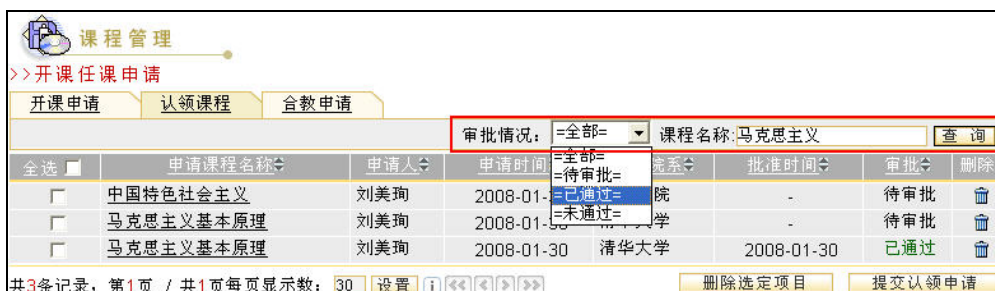 课程管理
>>开课任课申请
开课申请 认领课程 合教申请
审批情况: =全部= 课程名称:马克思主义 查询
=全部=
=待审批=
=已通过=
=未通过=
全选 申请课程名称 申请人 申请时间 院系 批准时间 审批 删除
中国特色社会主义 刘美珣 2008-01- 院 - 待审批
马克思主义基本原理 刘美珣 2008-01- 学 - 待审批
马克思主义基本原理 刘美珣 2008-01-30 清华大学 2008-01-30 已通过
共3条记录, 第1页 / 共1页每页显示数: 30 设置 删除选定项目 提交认领申请